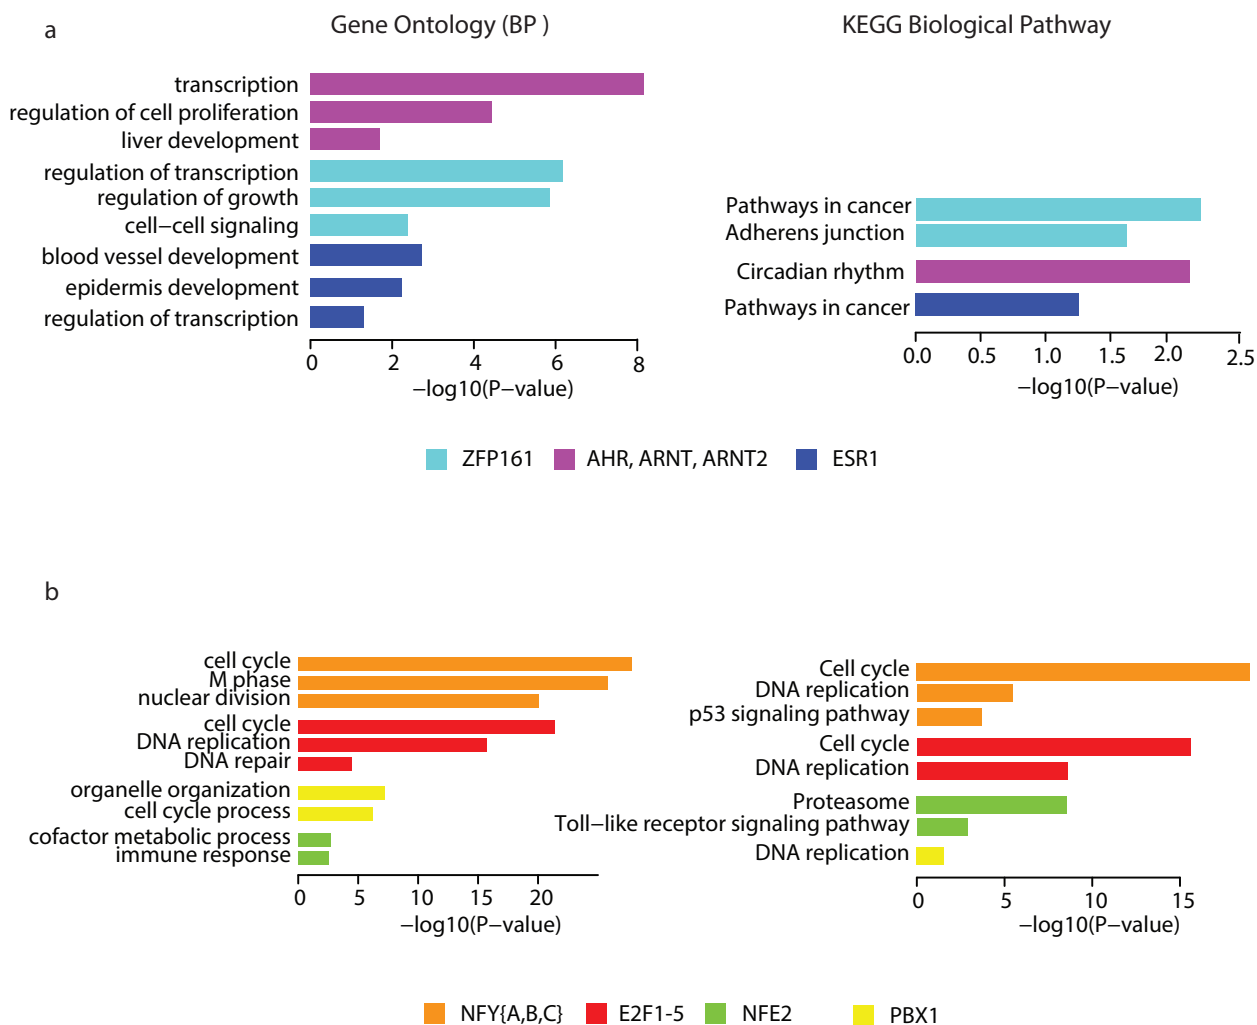 a
Gene Ontology (BP )
KEGG Biological Pathway
transcription
regulation of cell proliferation
liver development
regulation of transcription
regulation of growth
cell−cell signaling
blood vessel development
epidermis development
regulation of transcription
0 2 4 6 8
−log10(P−value)
Pathways in cancer
Adherens junction
Circadian rhythm
Pathways in cancer
0.0 0.5 1.0 1.5 2.0 2.5
−log10(P−value)
ZFP161 AHR, ARNT, ARNT2 ESR1
b
cell cycle
M phase
nuclear division
cell cycle
DNA replication
DNA repair
organelle organization
cell cycle process
cofactor metabolic process
immune response
0 5 10 15 20
−log10(P−value)
Cell cycle
DNA replication
p53 signaling pathway
Cell cycle
DNA replication
Proteasome
Toll−like receptor signaling pathway
DNA replication
0 5 10 15
−log10(P−value)
NFY{A,B,C} E2F1-5 NFE2 PBX1